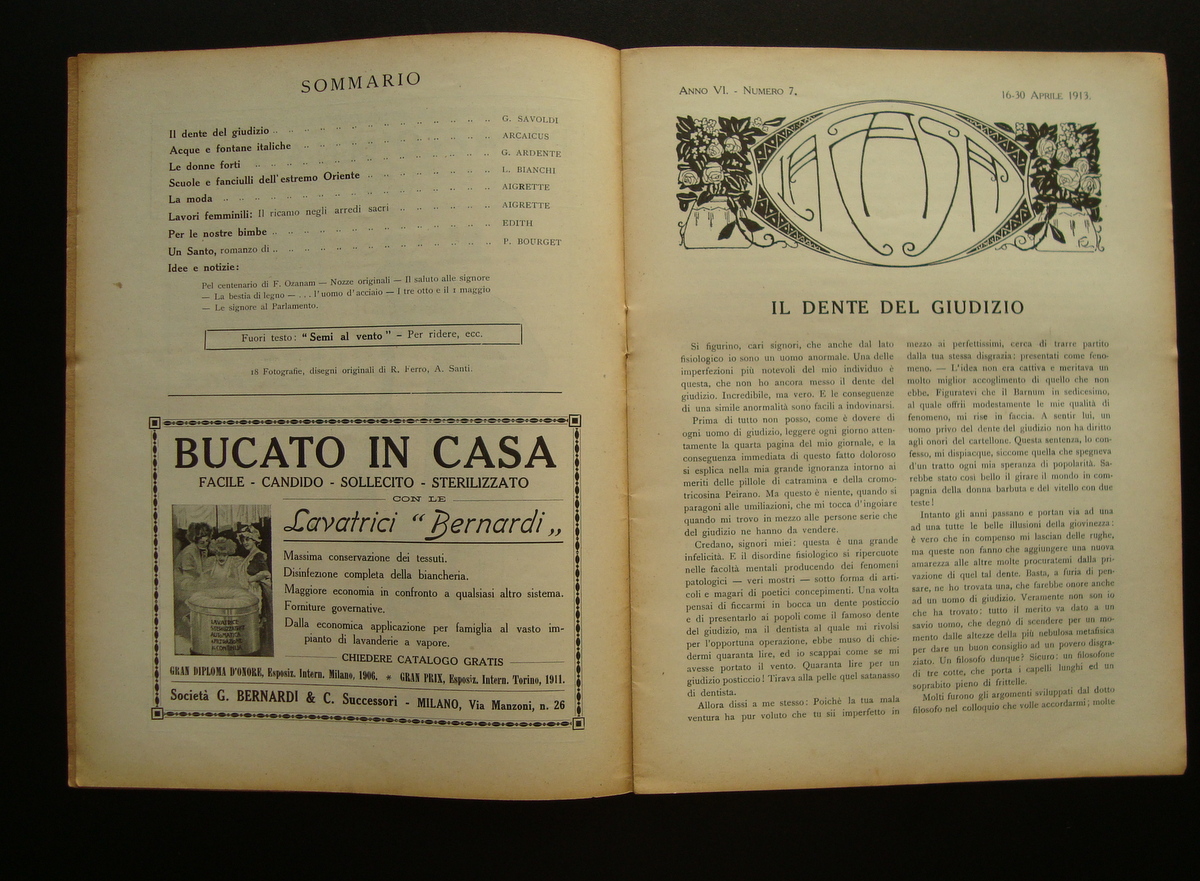 SOMMARIO
Il dente del giudizio .. .. .. .. .. .. .. .. .. .. .. G. SAVOLDI
Acque e fontane italiche .. .. .. .. .. .. .. .. .. .. ARCAICUS
Le donne forti .. .. .. .. .. .. .. .. .. .. .. G. ARDENTE
Scuole e fanciulli dell'estremo Oriente .. .. .. .. .. .. .. L. BIANCHI
La moda .. .. .. .. .. .. .. .. .. .. .. .. AIGRETTE
Lavori femminili: Il ricamo negli arredi sacri .. .. .. .. .. AIGRETTE
Per le nostre bimbe .. .. .. .. .. .. .. .. .. .. EDITH
Un Santo, romanzo di .. .. .. .. .. .. .. .. .. .. P. BOURGET
Idee e notizie:
Pel centenario di F. Ozanam — Nozze originali — Il saluto alle signore
— La bestia di legno — . . . l'uomo d'acciaio — I tre otto e il 1 maggio
— Le signore al Parlamento.
Fuori testo: "Semi al vento" – Per ridere, ecc.
18 Fotografie, disegni originali di R. Ferro, A. Santi.
BUCATO IN CASA
FACILE - CANDIDO - SOLLECITO - STERILIZZATO
CON LE
Lavatrici "Bernardi„
Massima conservazione dei tessuti.
Disinfezione completa della biancheria.
Maggiore economia in confronto a qualsiasi altro sistema.
Forniture governative.
Dalla economica applicazione per famiglia al vasto im-
pianto di lavanderie a vapore.
LAVATRICE
AUTOMATICA
CHIEDERE CATALOGO GRATIS
GRAN DIPLOMA D'ONORE, Esposiz. Intern. Milano, 1906. * GRAN PRIX, Esposiz. Intern. Torino, 1911.
Società G. BERNARDI & C. Successori - MILANO, Via Manzoni, n. 26
ANNO VI. - NUMERO 7.
16-30 APRILE 1913.
LA CASA
IL DENTE DEL GIUDIZIO
Si figurino, cari signori, che anche dal lato
fisiologico io sono un uomo anormale. Una delle
imperfezioni più notevoli del mio individuo è
questa, che non ho ancora messo il dente del
giudizio. Incredibile, ma vero. E le conseguenze
di una simile anormalità sono facili a indovinarsi.
Prima di tutto non posso, come è dovere di
ogni uomo di giudizio, leggere ogni giorno atten-
tamente la quarta pagina del mio giornale, e la
conseguenza immediata di questo fatto doloroso
si esplica nella mia grande ignoranza intorno ai
meriti delle pillole di catramina e della cromo-
tricosina Peirano. Ma questo è niente, quando si
paragoni alle umiliazioni, che mi tocca d'ingoiare
quando mi trovo in mezzo alle persone serie che
del giudizio ne hanno da vendere.
Credano, signori miei: questa è una grande
infelicità. E il disordine fisiologico si ripercuote
nelle facoltà mentali producendo dei fenomeni
patologici — veri mostri — sotto forma di arti-
coli e magari di poetici concepimenti. Una volta
pensai di ficcarmi in bocca un dente posticcio
e di presentarlo ai popoli come il famoso dente
del giudizio, ma il dentista al quale mi rivolsi
per l'opportuna operazione, ebbe muso di chie-
dermi quaranta lire, ed io scappai come se mi
avesse portato il vento. Quaranta lire per un
giudizio posticcio! Tirava alla pelle quel satanasso
di dentista.
Allora dissi a me stesso: Poichè la tua mala
ventura ha pur voluto che tu sii imperfetto in
mezzo ai perfettissimi, cerca di trarre partito
dalla tua stessa disgrazia: presentati come feno-
meno. — L'idea non era cattiva e meritava un
molto miglior accoglimento di quello che non
ebbe. Figuratevi che il Barnum in sedicesimo,
al quale offrii modestamente le mie qualità di
fenomeno, mi rise in faccia. A sentir lui, un
uomo privo del dente del giudizio non ha diritto
agli onori del cartellone. Questa sentenza, lo con-
fesso, mi dispiacque, siccome quella che spegneva
d'un tratto ogni mia speranza di popolarità. Sa-
rebbe stato così bello il girare il mondo in com-
pagnia della donna barbuta e del vitello con due
teste!
Intanto gli anni passano e portan via ad una
ad una tutte le belle illusioni della giovinezza:
è vero che in compenso mi lascian delle rughe,
ma queste non fanno che aggiungere una nuova
amarezza alle altre molte procuratemi dalla pri-
vazione di quel tal dente. Basta, a furia di pen-
sare, ne ho trovata una, che farebbe onore anche
ad un uomo di giudizio. Veramente non son io
che ha trovato: tutto il merito va dato a un
savio uomo, che degnò di scendere per un mo-
mento dalle altezze della più nebulosa metafisica
per dare un buon consiglio ad un povero disgra-
ziato. Un filosofo dunque? Sicuro: un filosofone
di tre cotte, che porta i capelli lunghi ed un
soprabito pieno di frittelle.
Molti furono gli argomenti sviluppati dal dotto
filosofo nel colloquio che volle accordarmi; molte